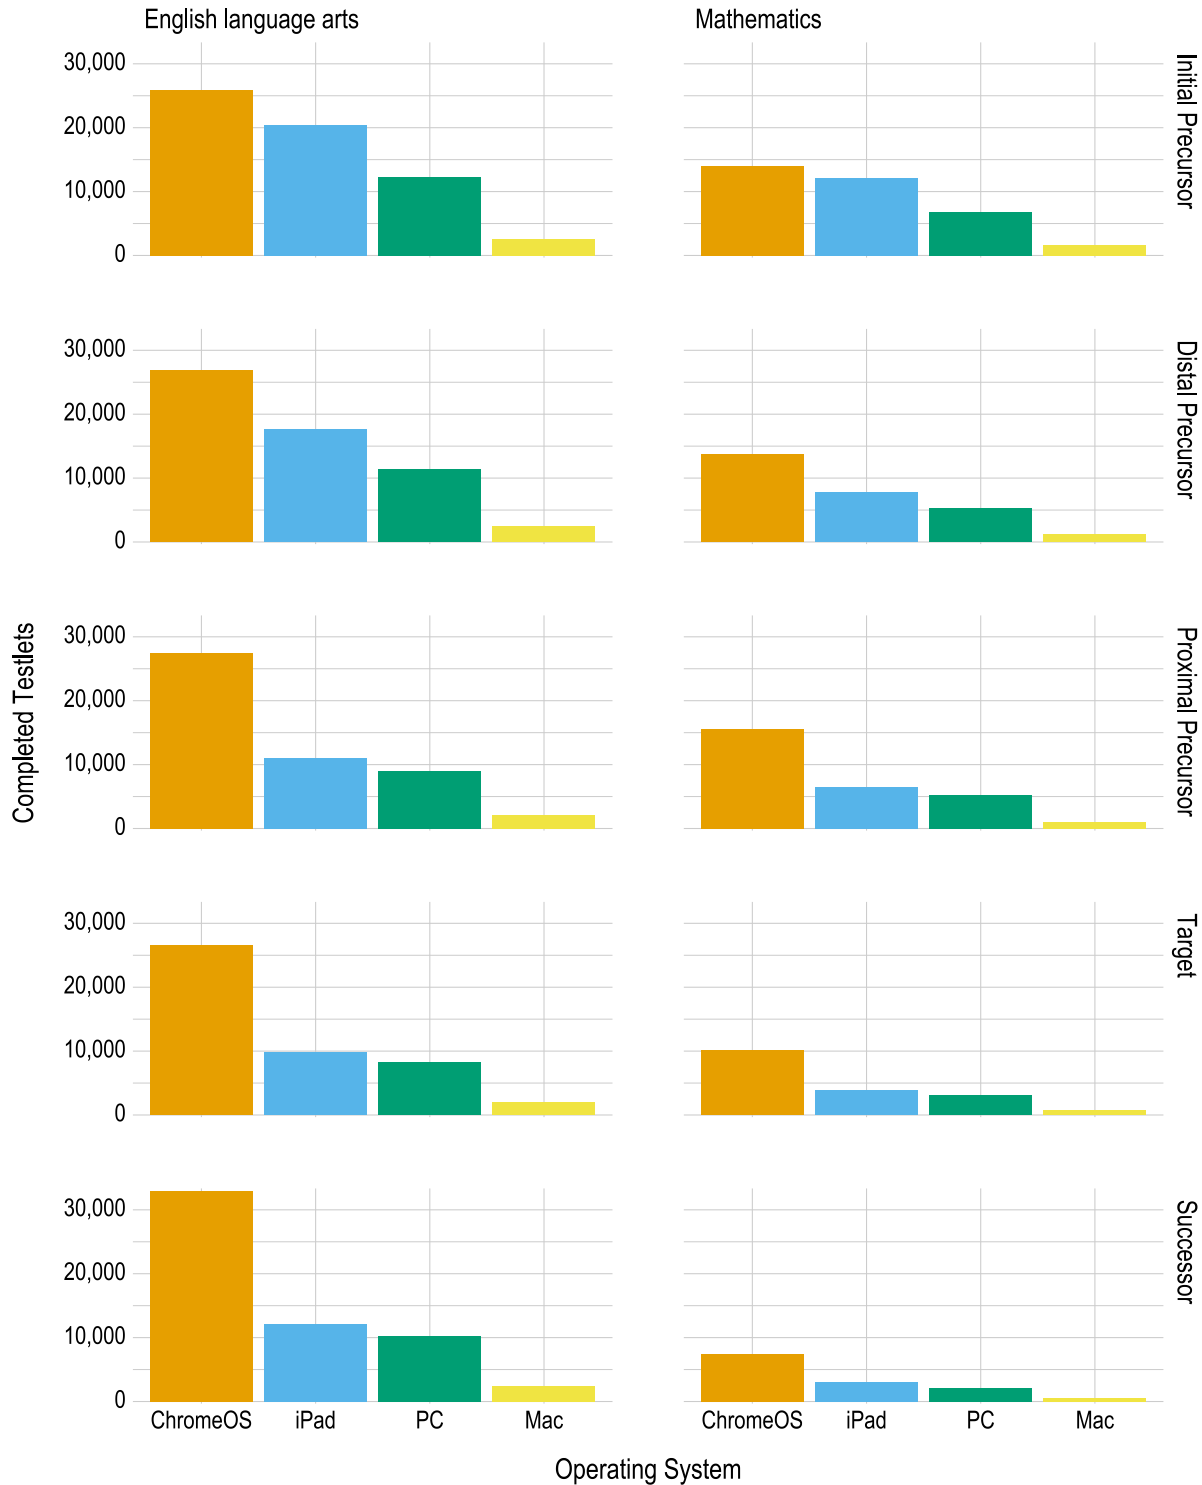 English language arts
Mathematics
30,000
20,000
10,000
0
Initial Precursor
30,000
20,000
10,000
0
Distal Precursor
30,000
20,000
10,000
0
Proximal Precursor
Completed Testlets
30,000
20,000
10,000
0
Target
30,000
20,000
10,000
0
Successor
ChromeOS iPad PC Mac
ChromeOS iPad PC Mac
Operating System